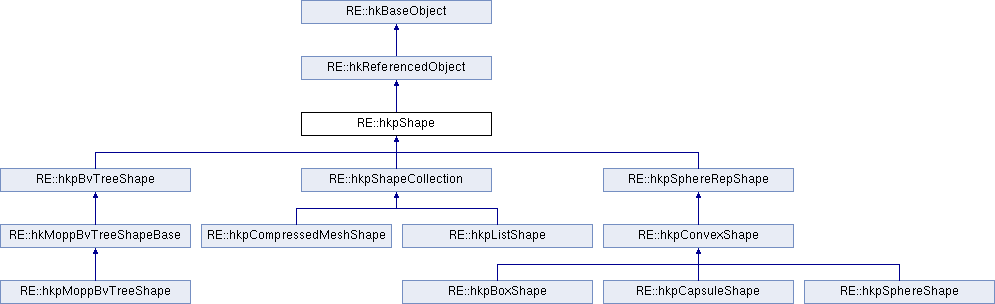 RE::hkBaseObject
RE::hkReferencedObject
RE::hkpShape
RE::hkpBvTreeShape
RE::hkpShapeCollection
RE::hkpSphereRepShape
RE::hkMoppBvTreeShapeBase
RE::hkpCompressedMeshShape
RE::hkpListShape
RE::hkpConvexShape
RE::hkpMoppBvTreeShape
RE::hkpBoxShape
RE::hkpCapsuleShape
RE::hkpSphereShape